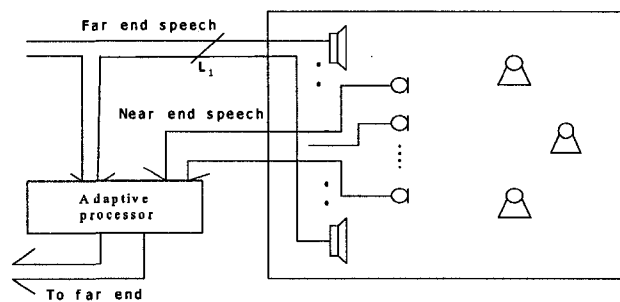 Far end speech
L1
Near end speech
Adaptive
processor
To far end